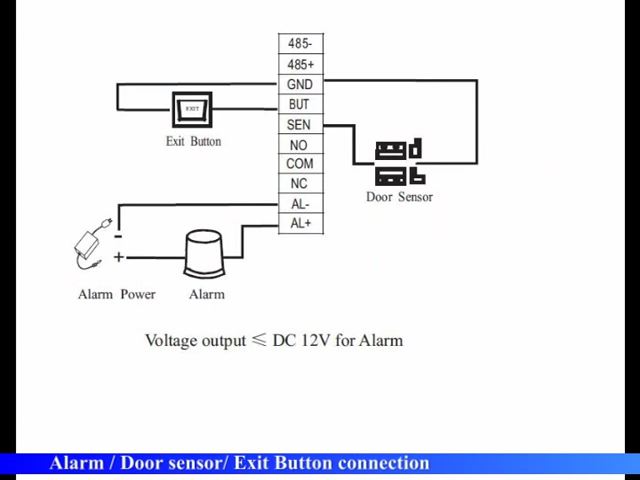 485-
485+
GND
BUT
SEN
NO
COM
NC
AL-
AL+
EXIT
Exit Button
Door Sensor
-
+
Alarm Power
Alarm
Voltage output ≤ DC 12V for Alarm
Alarm / Door sensor/ Exit Button connection